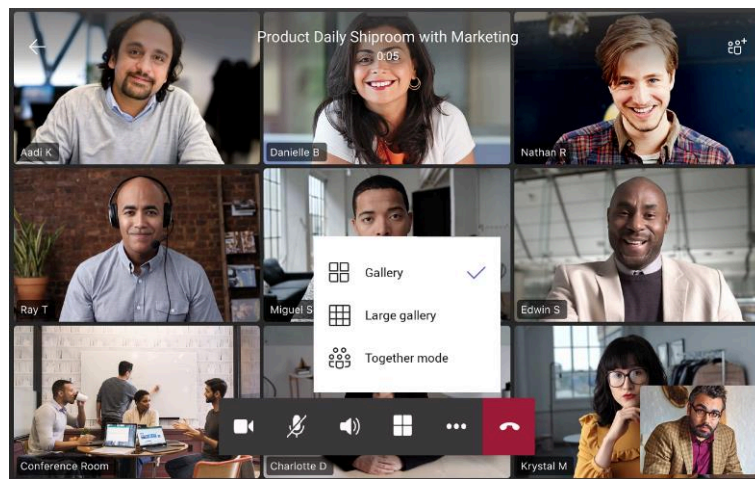 Product Daily Shiproom with Marketing
0:05
Aadi K
Danielle B
Nathan R
Ray T
Miguel S
Edwin S
Gallery
Large gallery
Together mode
Conference Room
Charlotte D
Krystal M